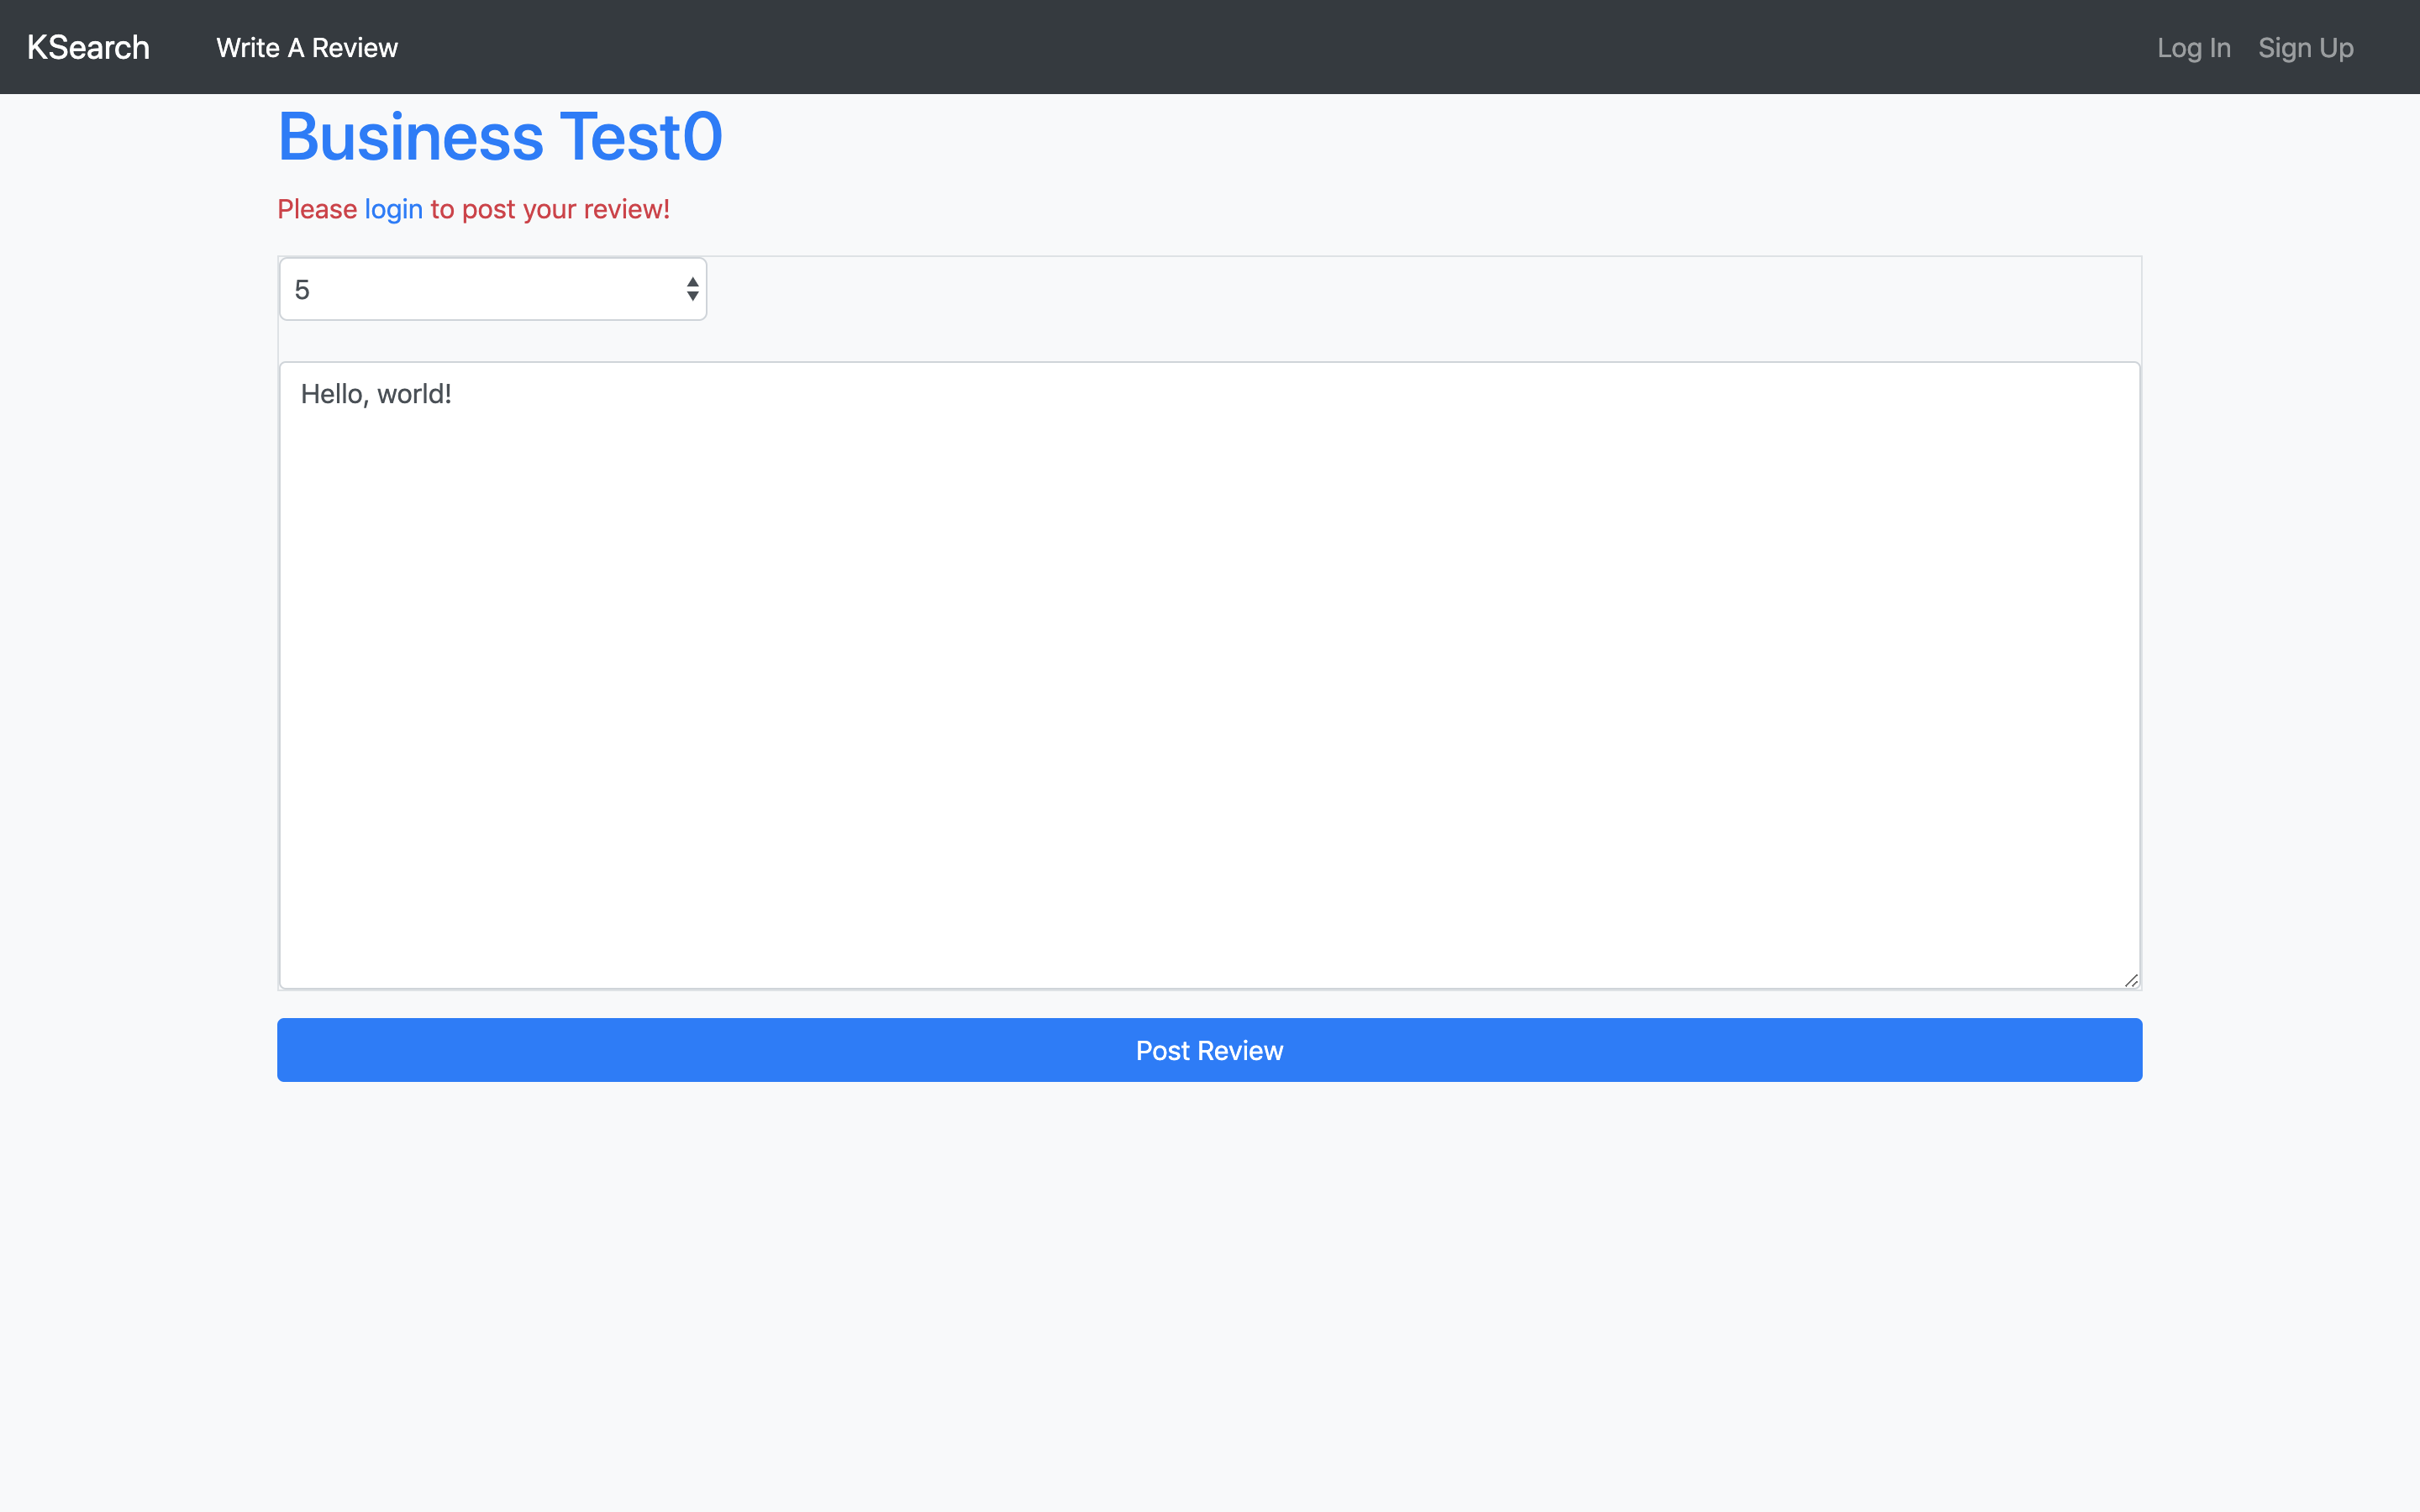 KSearch Write A Review Log In Sign Up
Business Test0
Please login to post your review!
5
Hello, world!
Post Review